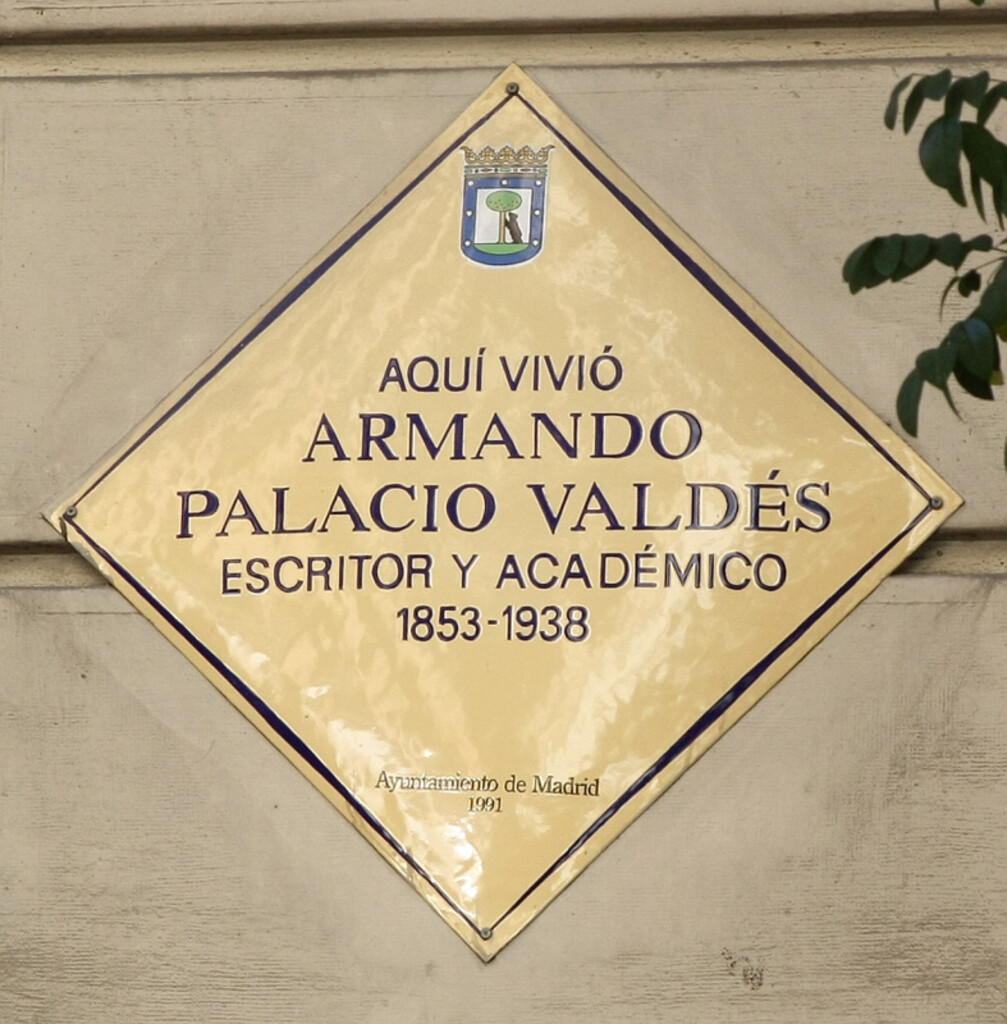 AQUÍ VIVIÓ
ARMANDO
PALACIO VALDÉS
ESCRITOR Y ACADÉMICO
1853-1938
Ayuntamiento de Madrid
1991